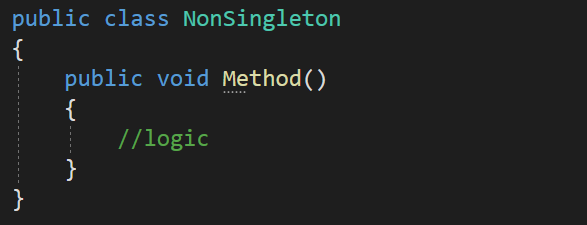 public class NonSingleton
{
    public void Method()
    {
        //logic
    }
}